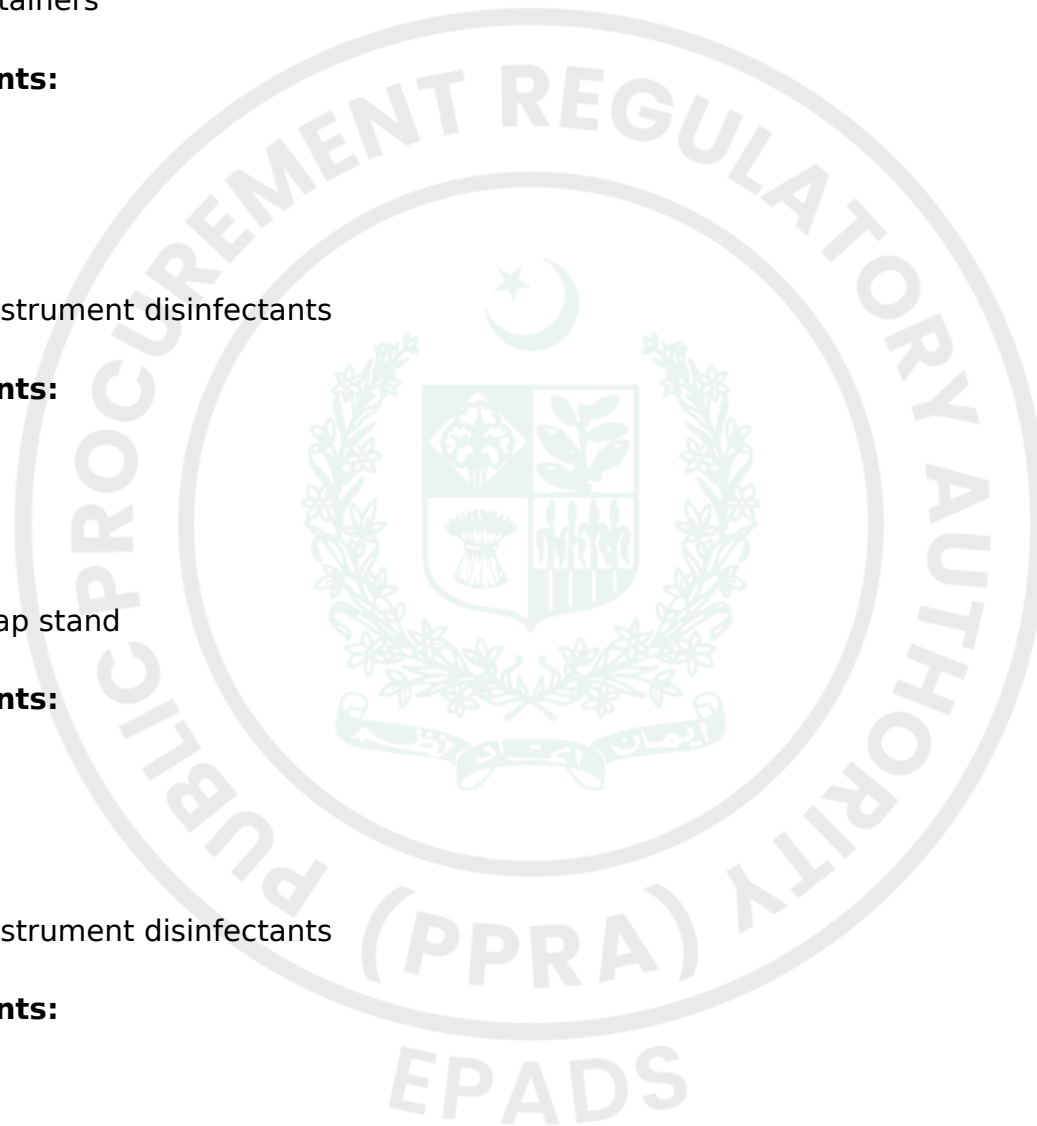 tainers
nts:
strument disinfectants
nts:
ap stand
nts:
strument disinfectants
nts:
PUBLIC PROCUREMENT REGULATORY AUTHORITY
(PPRA)
EPADS